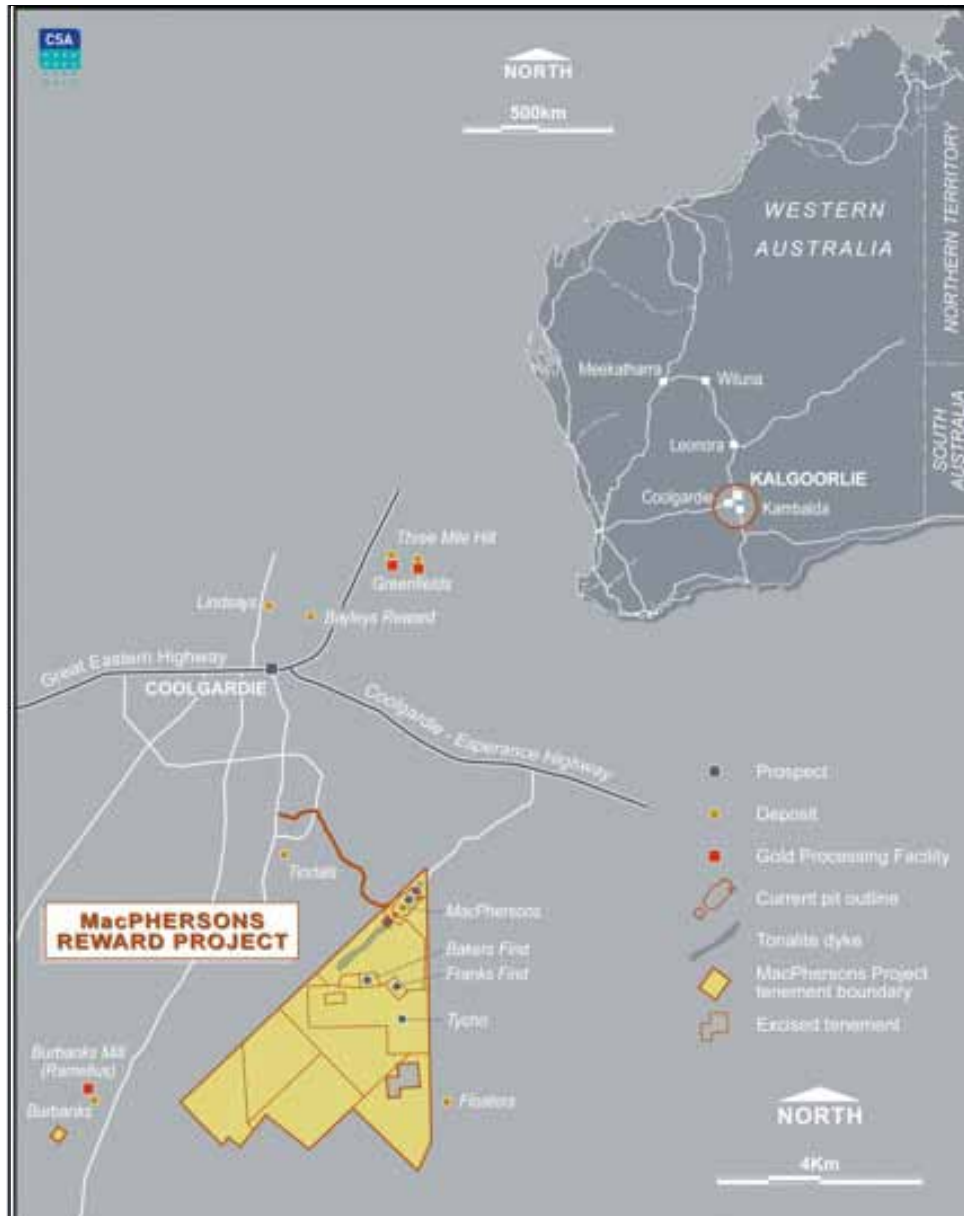 CSA
NORTH
500km
WESTERN
AUSTRALIA
NORTHERN TERRITORY
SOUTH
AUSTRALIA
Meekatharra
Wiluna
Leonora
KALGOORLIE
Coolgardie
Kambalda
Three Mile Hill
Greenfields
Lindsays
Bayleys Reward
Great Eastern Highway
COOLGARDIE
Coolgardie - Esperance Highway
Tindals
MacPHERSONS
REWARD PROJECT
MacPhersons
Bakers Find
Franks Find
Tycho
Burbanks Mill
(Ramelius)
Burbanks
Floaters
Prospect
Deposit
Gold Processing Facility
Current pit outline
Tonalite dyke
MacPhersons Project
tenement boundary
Excised tenement
NORTH
4Km